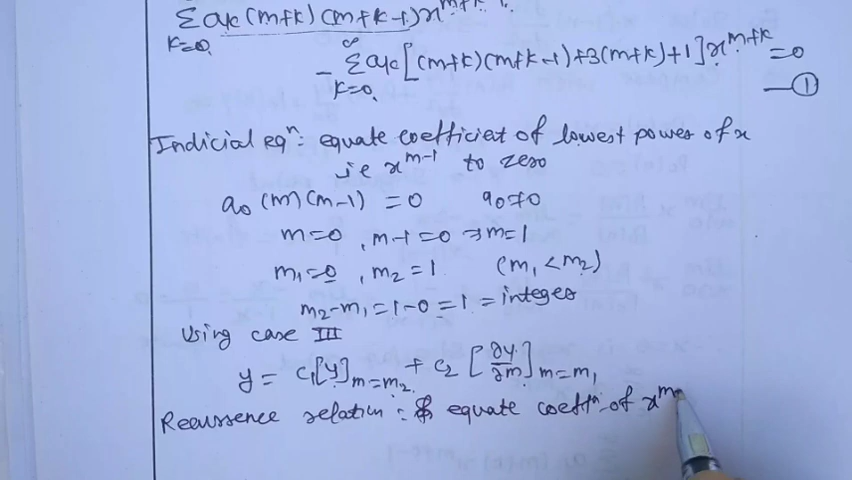 Σ aₖ (m+k) (m+k-1) x^m+k-1
k=0
∞
- Σ aₖ [(m+k)(m+k-1)+3(m+k)+1] x^m+k = 0
k=0
—①
Indicial eqⁿ: equate coefficient of lowest power of x
ie x^m-1 to zero
a₀ (m)(m-1) = 0 a₀≠0
m=0 , m-1=0 ⇒ m=1
m₁=0 , m₂=1 (m₁<m₂)
m₂-m₁=1-0=1 = integer
Using case III
y = c₁[y]m=m₂ + c₂ [∂y/∂m]m=m₁
Recurssence relation : equate coeffⁿ of x^m